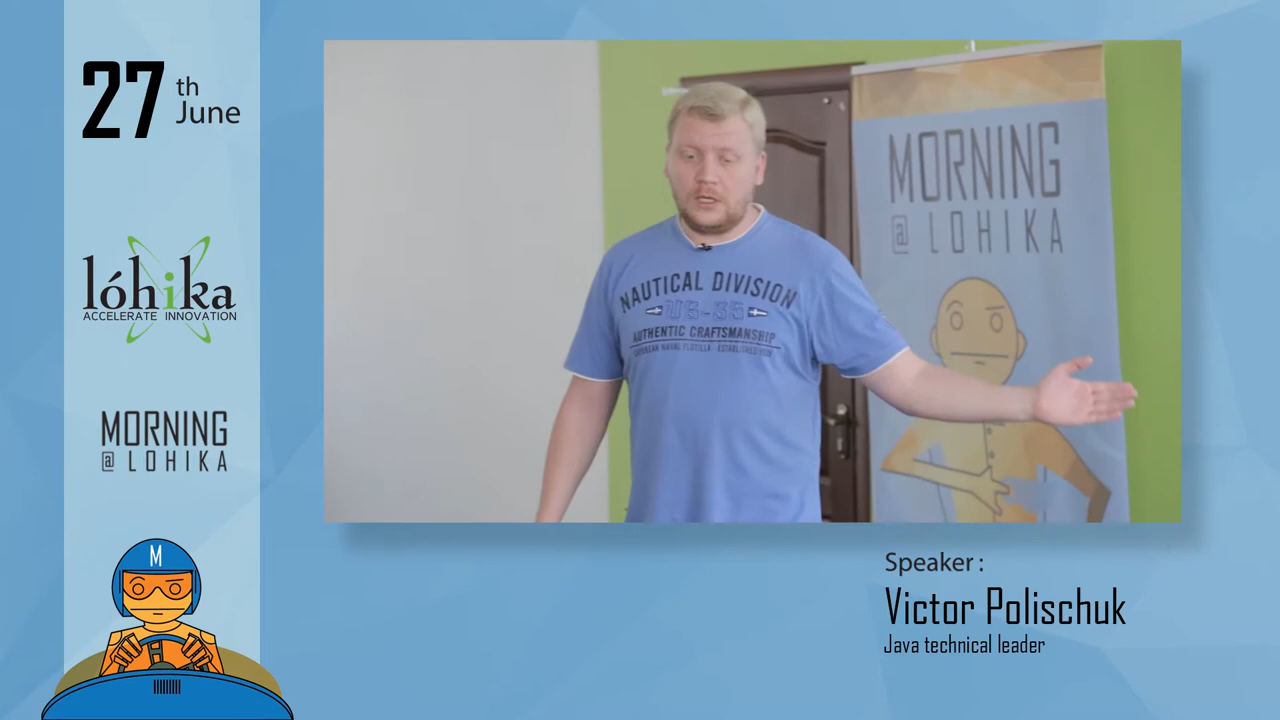 27
th
June
lóhika
ACCELERATE INNOVATION
MORNING
@ LOHIKA
M
NAUTICAL DIVISION
AUTHENTIC CRAFTSMANSHIP
MORNING
@ LOHIKA
Speaker :
Victor Polischuk
Java technical leader